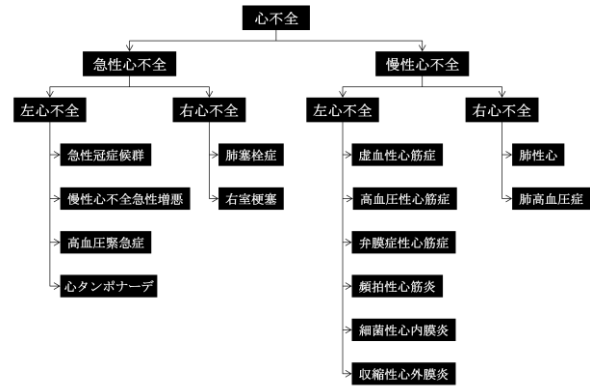 心不全
急性心不全
慢性心不全
左心不全
右心不全
左心不全
右心不全
急性冠症候群
慢性心不全急性増悪
高血圧緊急症
心タンポナーデ
肺塞栓症
右室梗塞
虚血性心筋症
高血圧性心筋症
弁膜症性心筋症
頻拍性心筋炎
細菌性心内膜炎
収縮性心外膜炎
肺性心
肺高血圧症